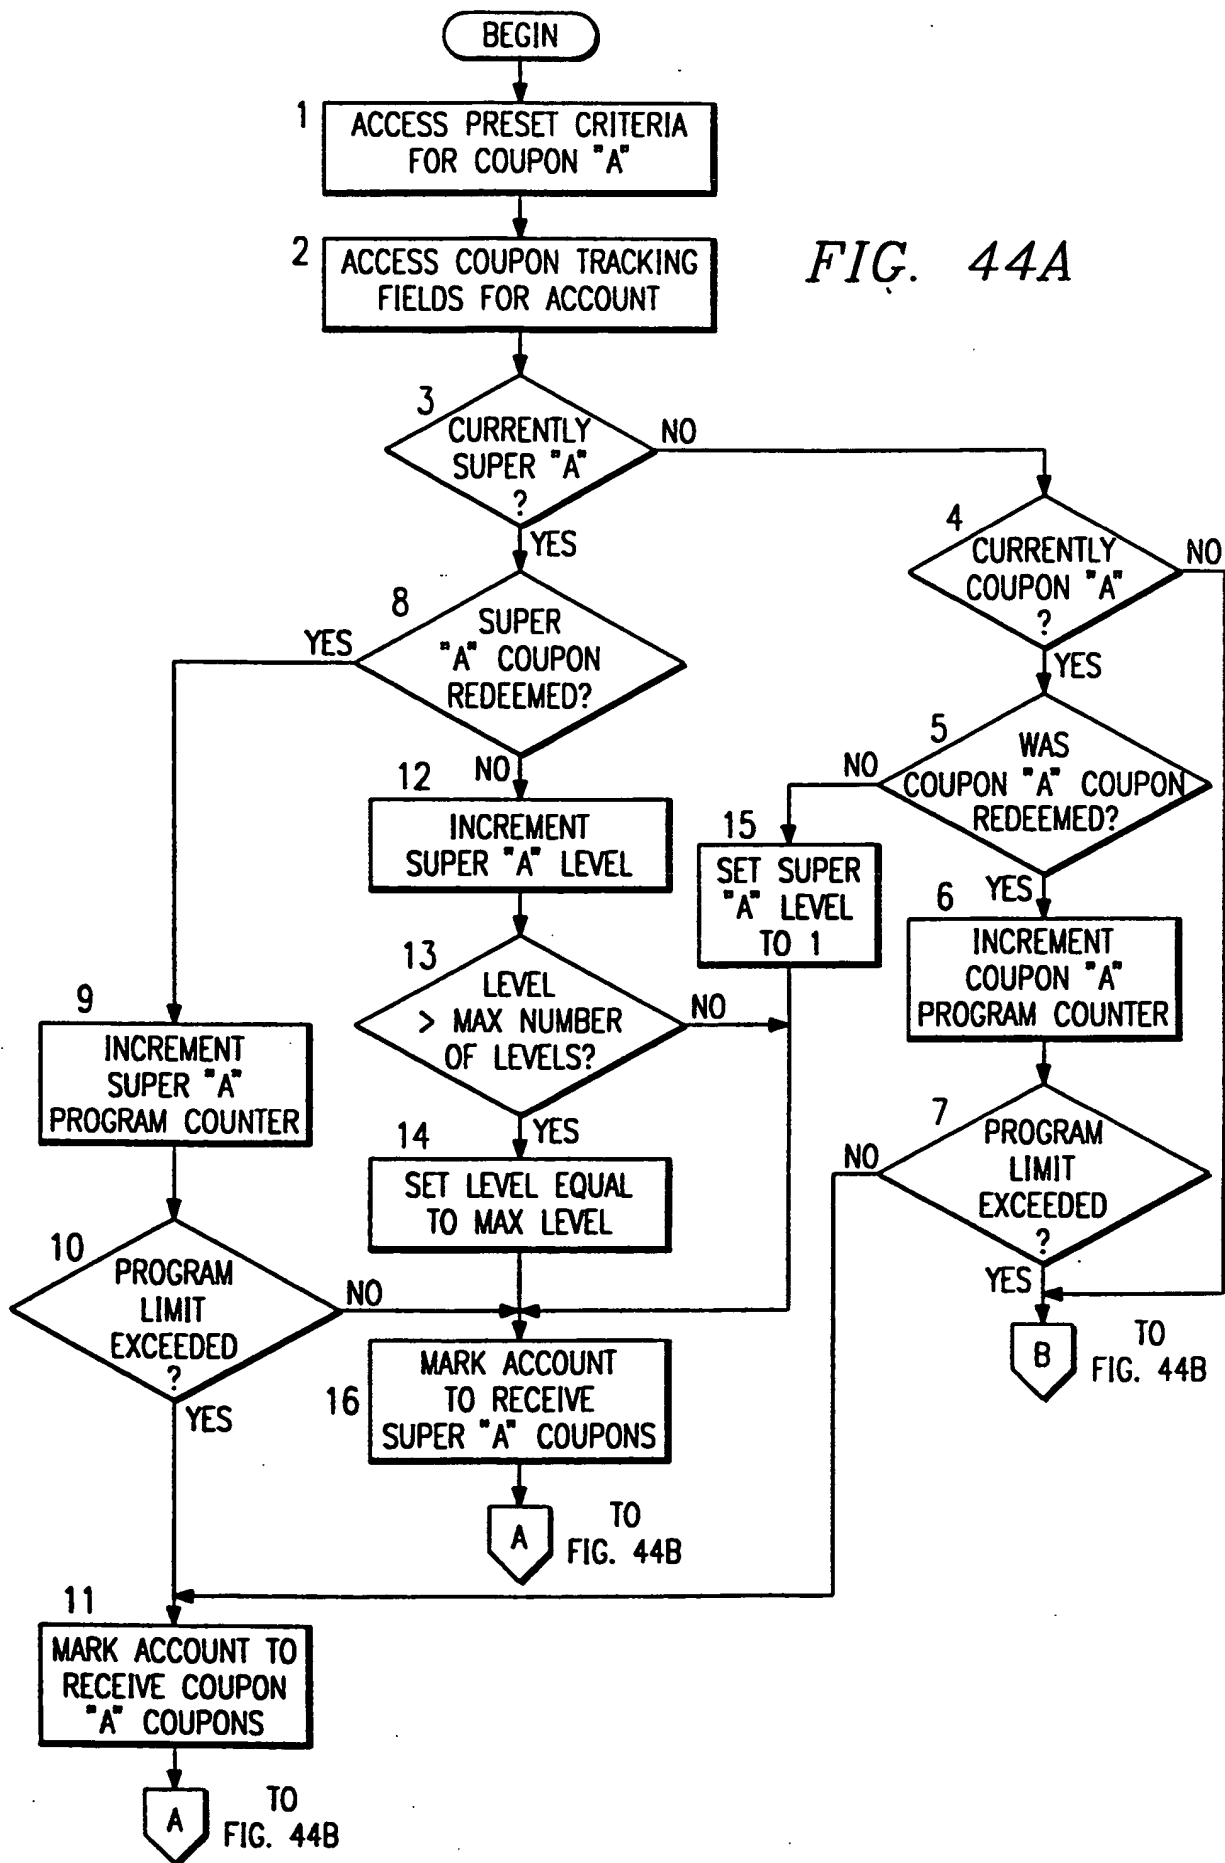 BEGIN
1
ACCESS PRESET CRITERIA
FOR COUPON "A"
2
ACCESS COUPON TRACKING
FIELDS FOR ACCOUNT
FIG. 44A
3
CURRENTLY
SUPER "A"
?
NO
YES
4
CURRENTLY
COUPON "A"
?
NO
YES
8
SUPER
"A" COUPON
REDEEMED?
YES
NO
5
WAS
COUPON "A" COUPON
REDEEMED?
NO
YES
12
INCREMENT
SUPER "A" LEVEL
15
SET SUPER
"A" LEVEL
TO 1
6
INCREMENT
COUPON "A"
PROGRAM COUNTER
13
LEVEL
> MAX NUMBER
OF LEVELS?
NO
YES
9
INCREMENT
SUPER "A"
PROGRAM COUNTER
7
PROGRAM
LIMIT
EXCEEDED
?
NO
YES
14
SET LEVEL EQUAL
TO MAX LEVEL
10
PROGRAM
LIMIT
EXCEEDED
?
NO
YES
B
TO
FIG. 44B
16
MARK ACCOUNT
TO RECEIVE
SUPER "A" COUPONS
A
TO
FIG. 44B
11
MARK ACCOUNT TO
RECEIVE COUPON
"A" COUPONS
A
TO
FIG. 44B